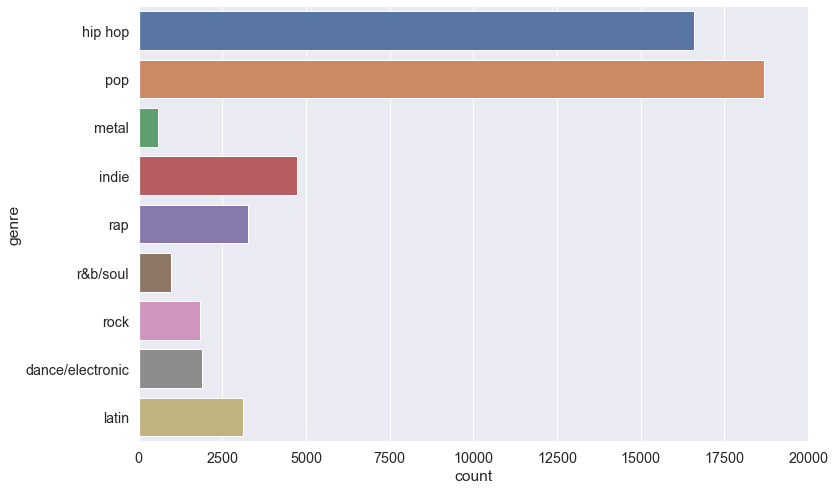 hip hop
pop
metal
indie
rap
r&b/soul
rock
dance/electronic
latin
genre
0 2500 5000 7500 10000 12500 15000 17500 20000
count